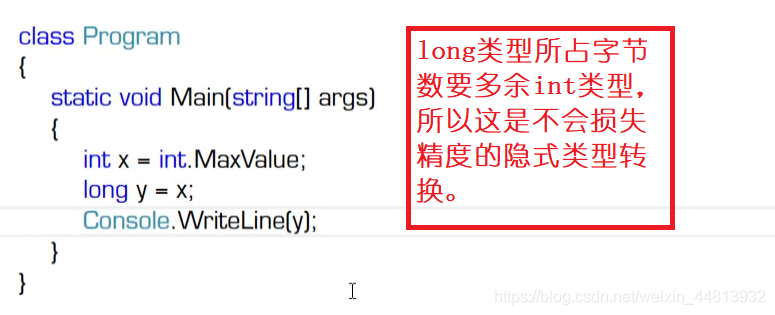 class Program
{
static void Main(string[] args)
{
int x = int.MaxValue;
long y = x;
Console.WriteLine(y);
}
}
long类型所占字节
数要多余int类型，
所以这是不会损失
精度的隐式类型转
换。
https://blog.csdn.net/weixin_44813932